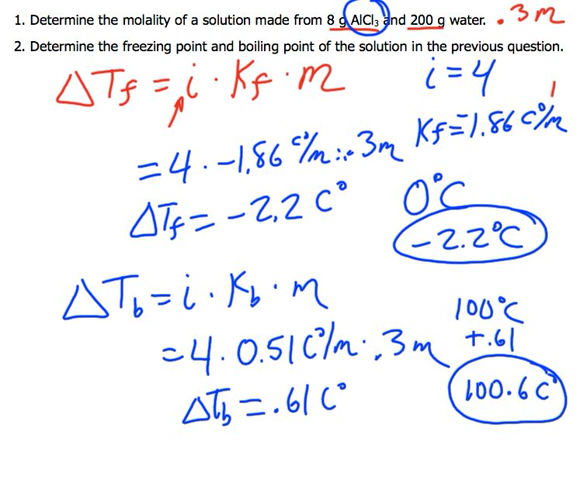 1. Determine the molality of a solution made from 8 g AlCl₃ and 200 g water. .3m
2. Determine the freezing point and boiling point of the solution in the previous question.
ΔTf = i · Kf · m
i = 4
= 4 · -1.86 C°/m · .3m
Kf = -1.86 C°/m
ΔTf = -2.2 C°
0°C
-2.2°C
ΔTb = i · Kb · m
100°C
= 4 · 0.51 C°/m · .3m
+.61
ΔTb = .61 C°
100.6 C°